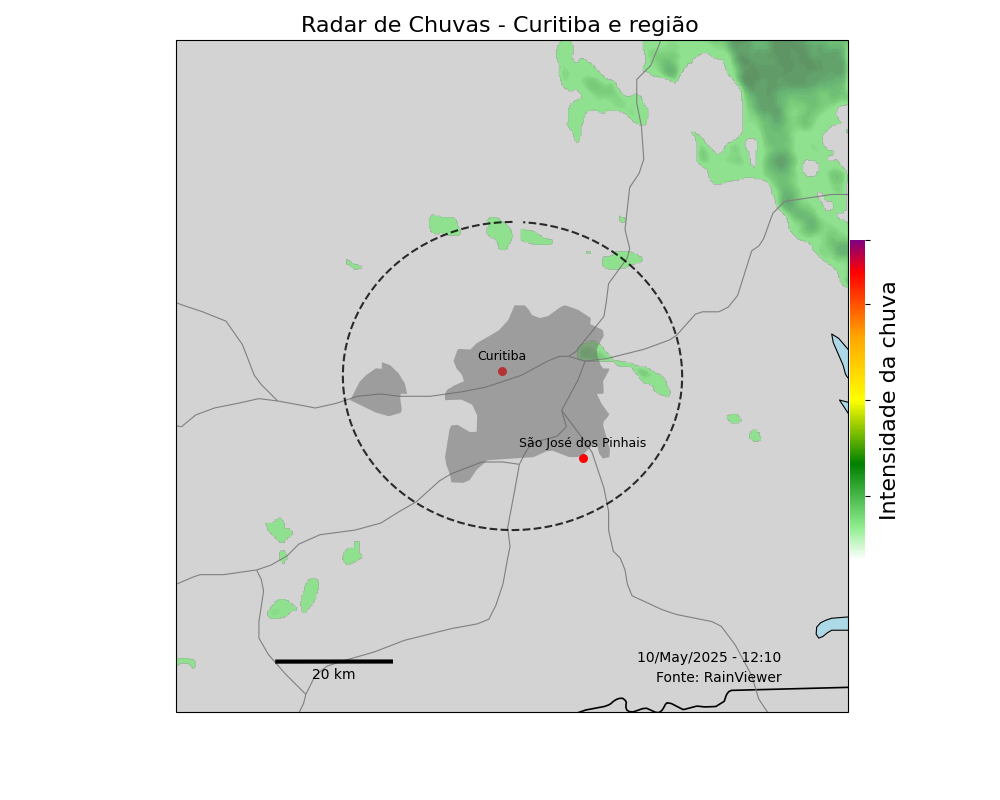 Radar de Chuvas - Curitiba e região
Curitiba
São José dos Pinhais
Intensidade da chuva
10/May/2025 - 12:10
20 km
Fonte: RainViewer